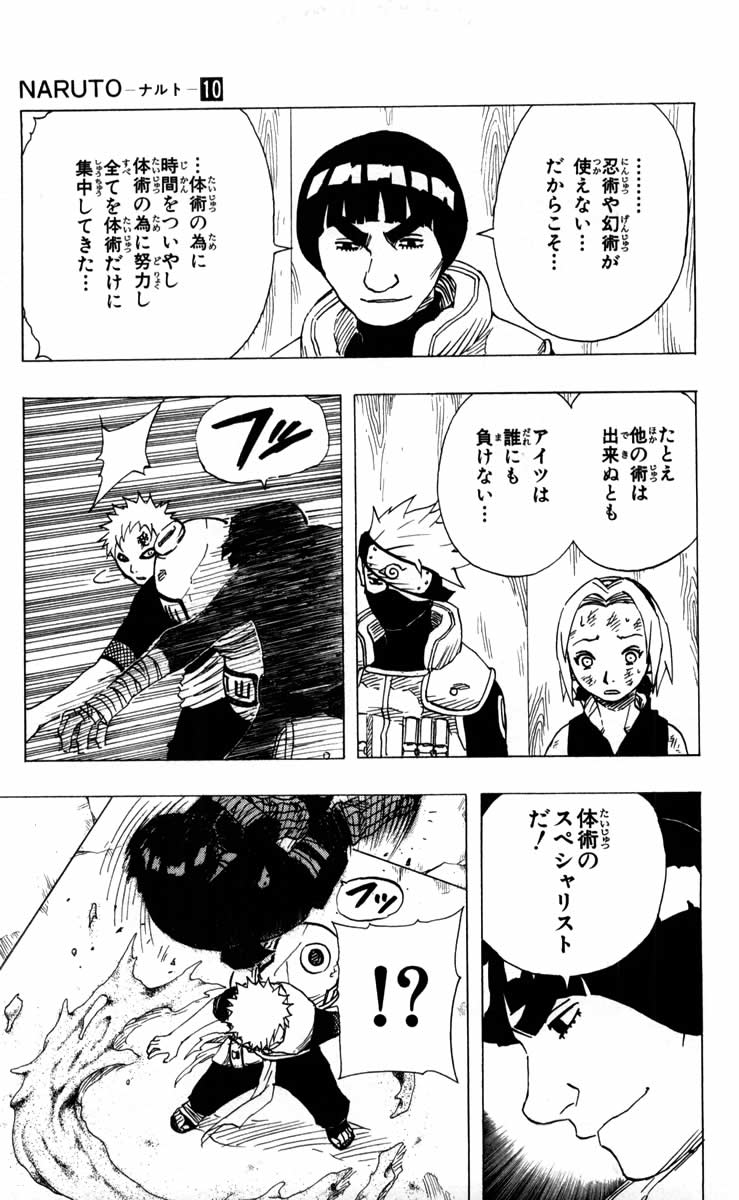 NARUTO—ナルト—10
………
忍術や幻術が
使えない…
だからこそ…
…体術の為に
時間をついやし
体術の為に努力し
全てを体術だけに
集中してきた…
たとえ
他の術は
出来ぬとも
アイツは
誰にも
負けない…
フッ
体術の
スペシャリスト
だ!
フッ
!?